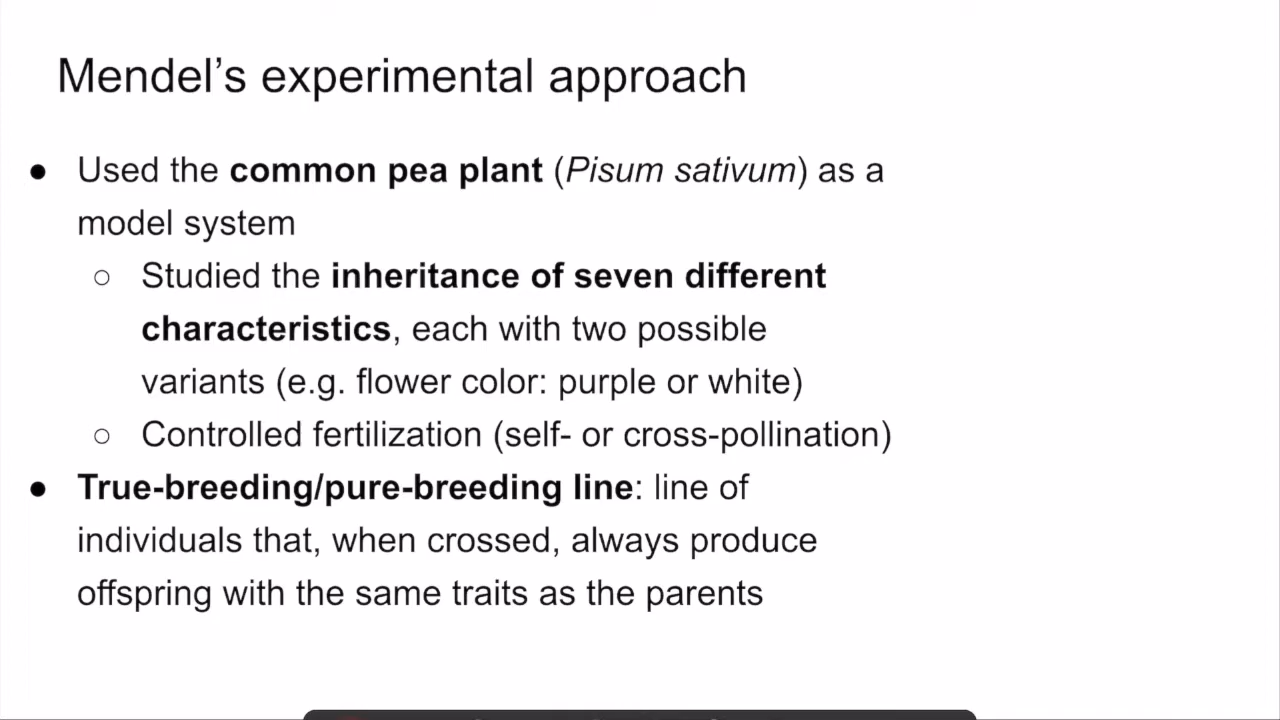 Mendel’s experimental approach
● Used the common pea plant (Pisum sativum) as a
model system
○ Studied the inheritance of seven different
characteristics, each with two possible
variants (e.g. flower color: purple or white)
○ Controlled fertilization (self- or cross-pollination)
● True-breeding/pure-breeding line: line of
individuals that, when crossed, always produce
offspring with the same traits as the parents